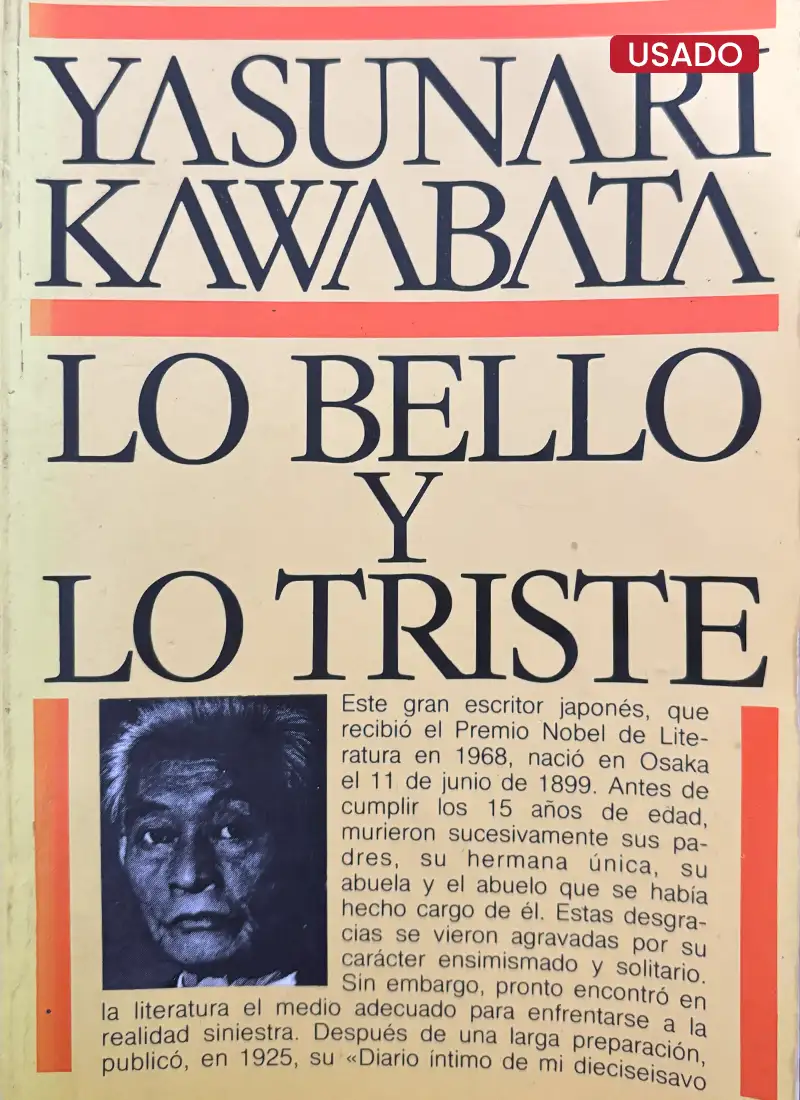 USADO
YASUNARI
KAWABATA
LO BELLO
Y
LO TRISTE
Este gran escritor japonés, que
recibió el Premio Nobel de Lite-
ratura en 1968, nació en Osaka
el 11 de junio de 1899. Antes de
cumplir los 15 años de edad,
murieron sucesivamente sus pa-
dres, su hermana única, su
abuela y el abuelo que se había
hecho cargo de él. Estas desgra-
cias se vieron agravadas por su
carácter ensimismado y solitario.
Sin embargo, pronto encontró en
la literatura el medio adecuado para enfrentarse a la
realidad siniestra. Después de una larga preparación,
publicó, en 1925, su «Diario íntimo de mi dieciseisavo